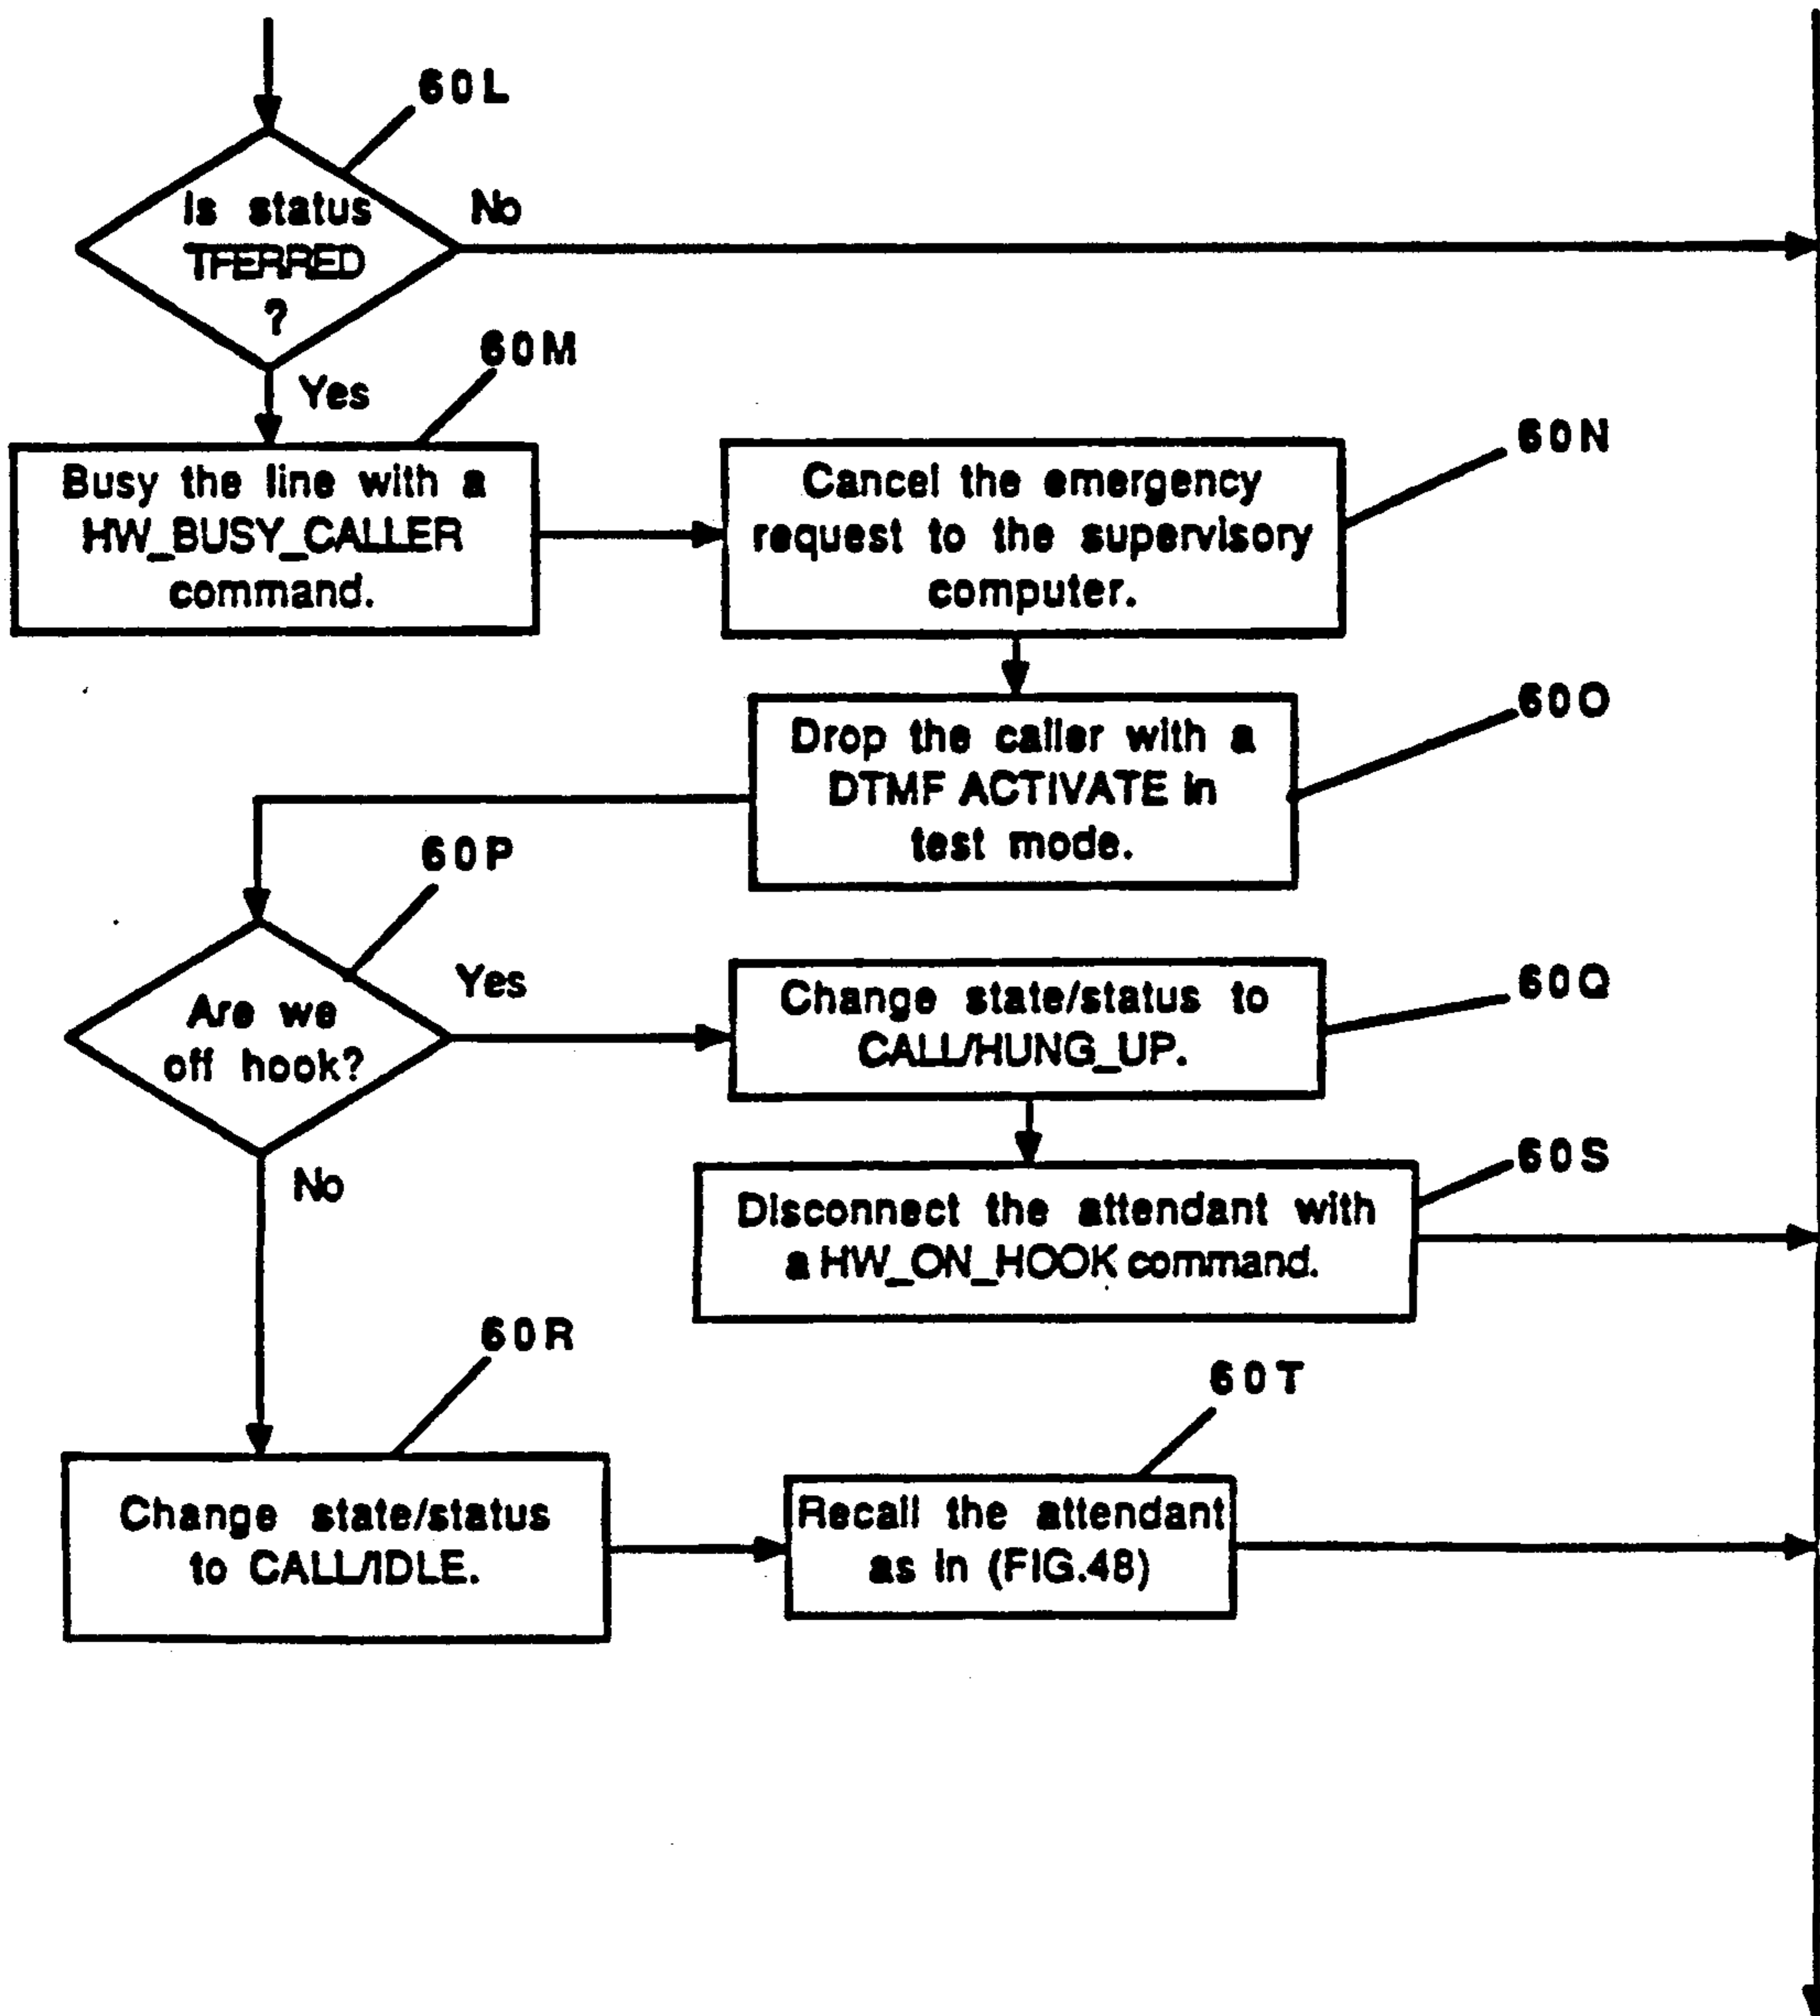 60L
Is status
TFERRED
?
No
Yes
60M
Busy the line with a
HW_BUSY_CALLER
command.
60N
Cancel the emergency
request to the supervisory
computer.
60O
Drop the caller with a
DTMF ACTIVATE in
test mode.
60P
Are we
off hook?
Yes
No
60Q
Change state/status to
CALL/HUNG_UP.
60S
Disconnect the attendant with
a HW_ON_HOOK command.
60R
Change state/status
to CALL/IDLE.
60T
Recall the attendant
as in (FIG.48)